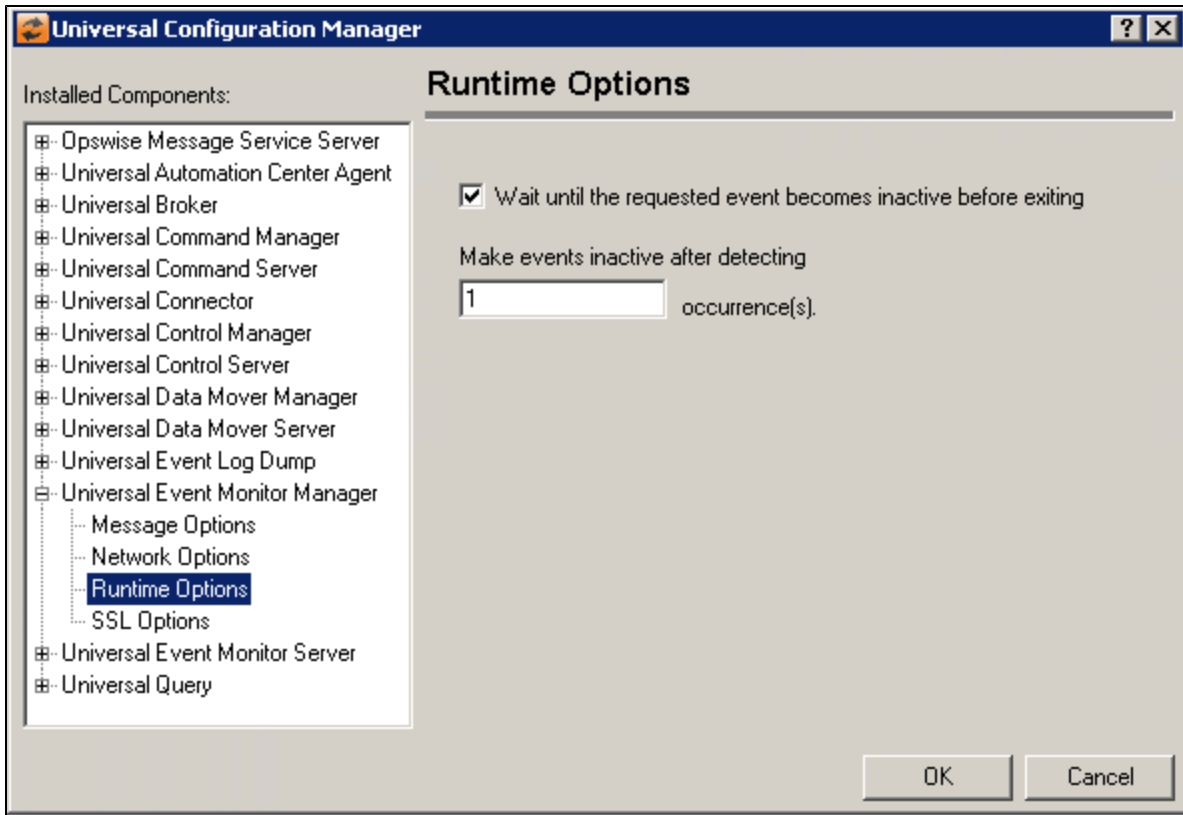 Universal Configuration Manager
Installed Components:
Opswise Message Service Server
Universal Automation Center Agent
Universal Broker
Universal Command Manager
Universal Command Server
Universal Connector
Universal Control Manager
Universal Control Server
Universal Data Mover Manager
Universal Data Mover Server
Universal Event Log Dump
Universal Event Monitor Manager
Message Options
Network Options
Runtime Options
SSL Options
Universal Event Monitor Server
Universal Query
Runtime Options
Wait until the requested event becomes inactive before exiting
Make events inactive after detecting
1 occurrence(s).
OK Cancel